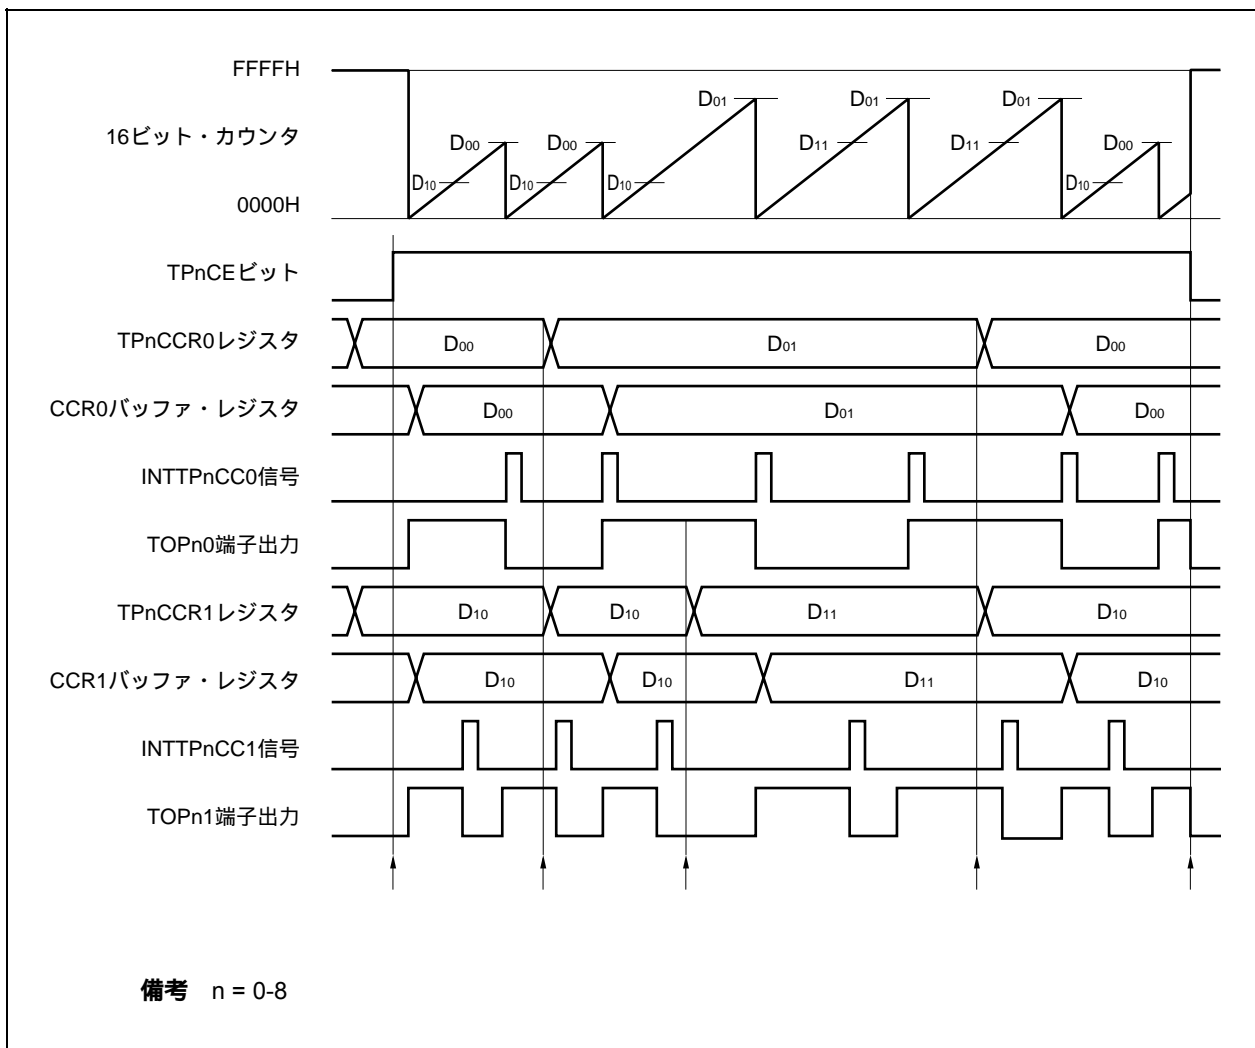 FFFFH
D01 D01 D01
16ビット・カウンタ
D00 D00 D11 D11 D00
D10 D10 D10 D10
0000H
TPnCEビット
TPnCCR0レジスタ D00 D01 D00
CCR0バッファ・レジスタ D00 D01 D00
INTTPnCC0信号
TOPn0端子出力
TPnCCR1レジスタ D10 D10 D11 D10
CCR1バッファ・レジスタ D10 D10 D11 D10
INTTPnCC1信号
TOPn1端子出力
備考 n = 0-8